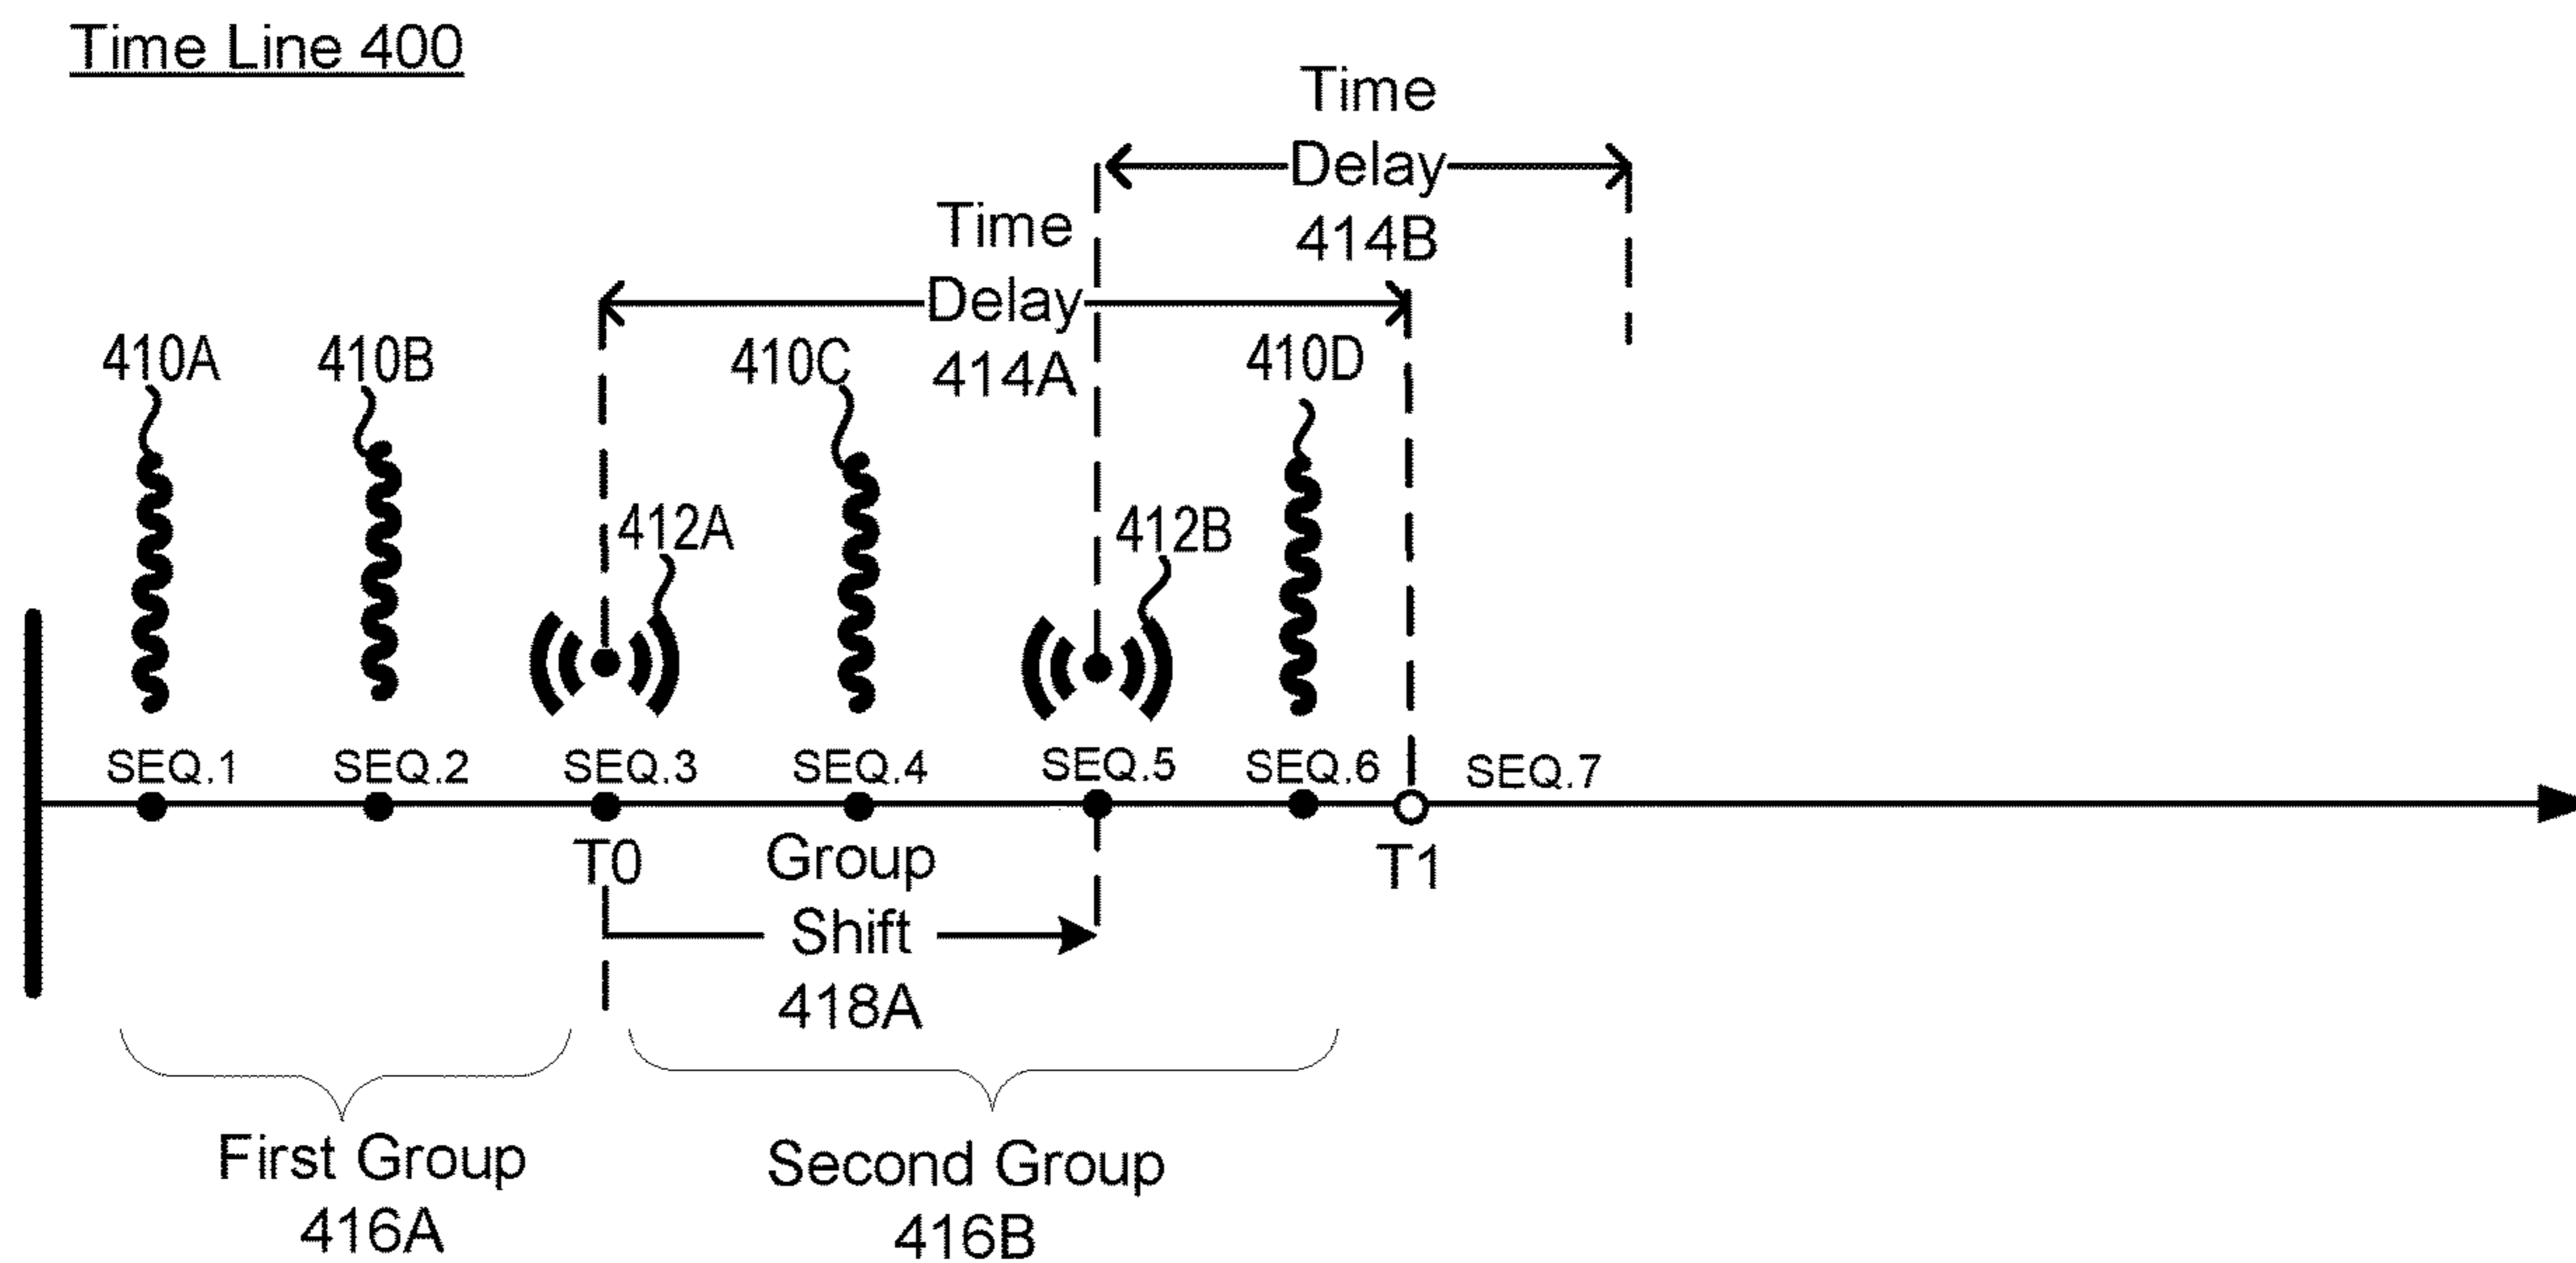 Time Line 400
Time
Delay
414B
Time
Delay
414A
410A
410B
410C
410D
412A
412B
SEQ.1
SEQ.2
SEQ.3
SEQ.4
SEQ.5
SEQ.6
SEQ.7
T0
Group
Shift
418A
T1
First Group
416A
Second Group
416B